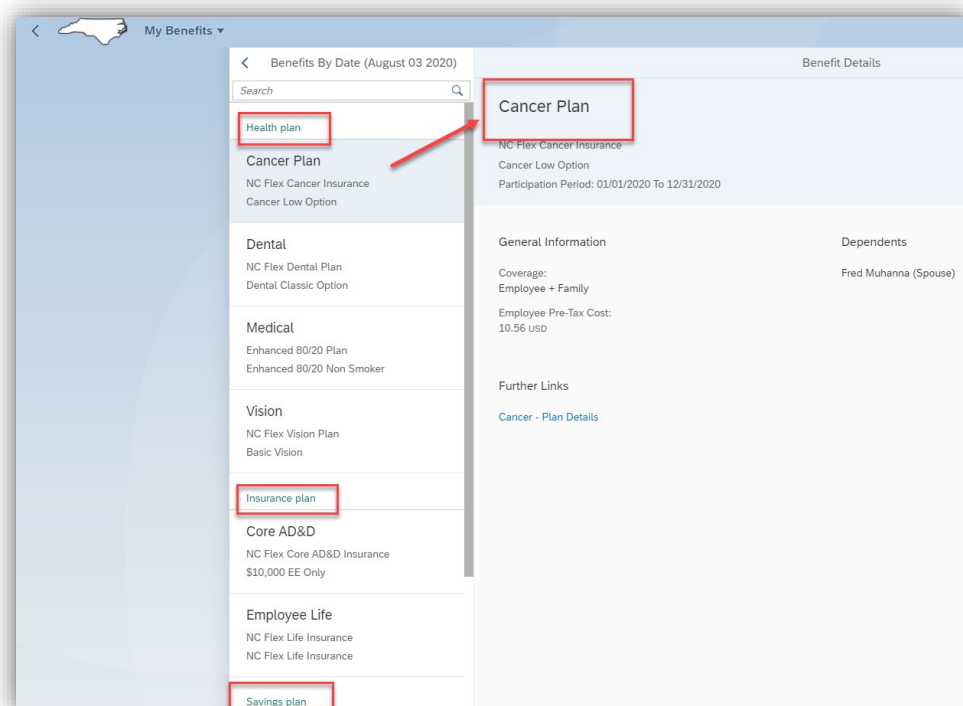 My Benefits
Benefits By Date (August 03 2020)
Search
Health plan
Cancer Plan
NC Flex Cancer Insurance
Cancer Low Option
Dental
NC Flex Dental Plan
Dental Classic Option
Medical
Enhanced 80/20 Plan
Enhanced 80/20 Non Smoker
Vision
NC Flex Vision Plan
Basic Vision
Insurance plan
Core AD&D
NC Flex Core AD&D Insurance
$10,000 EE Only
Employee Life
NC Flex Life Insurance
NC Flex Life Insurance
Savings plan
Benefit Details
Cancer Plan
NC Flex Cancer Insurance
Cancer Low Option
Participation Period: 01/01/2020 To 12/31/2020
General Information
Coverage:
Employee + Family
Employee Pre-Tax Cost:
10.56 USD
Dependents
Fred Muhanna (Spouse)
Further Links
Cancer - Plan Details